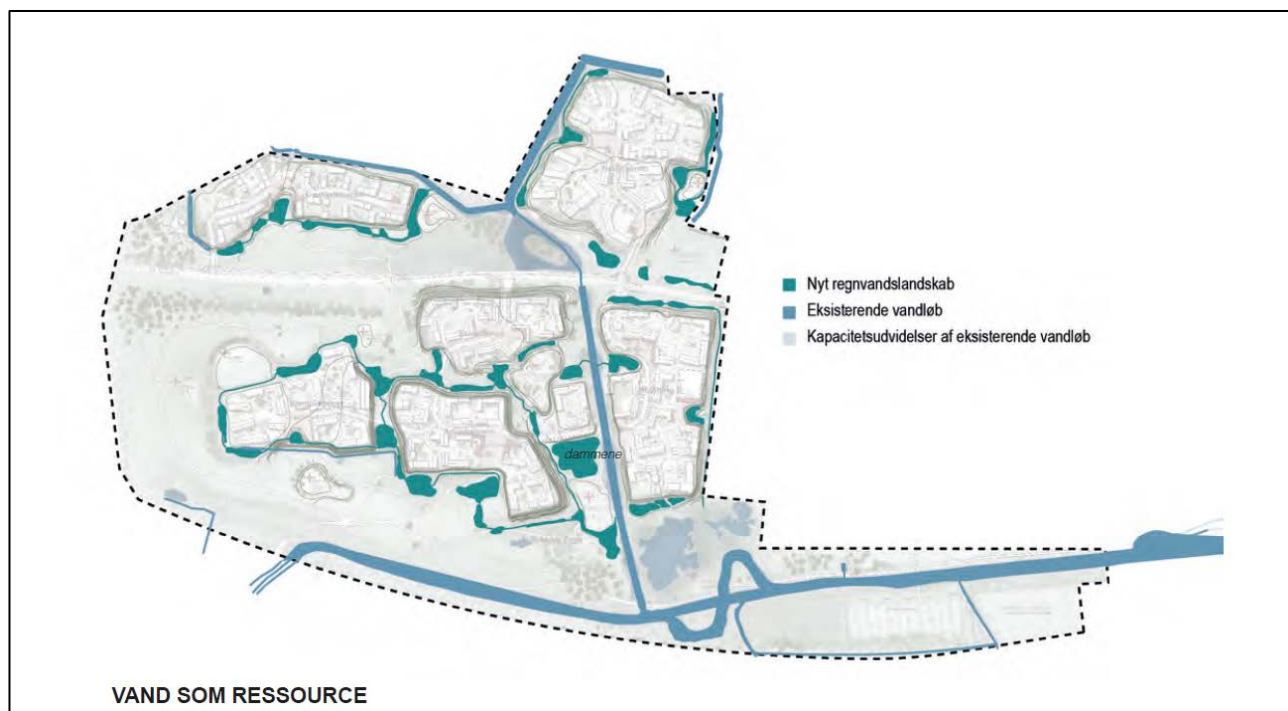 Nyt regnvandslandskab
Eksisterende vandløb
Kapacitetsudvidelser af eksisterende vandløb
dammene
VAND SOM RESSOURCE